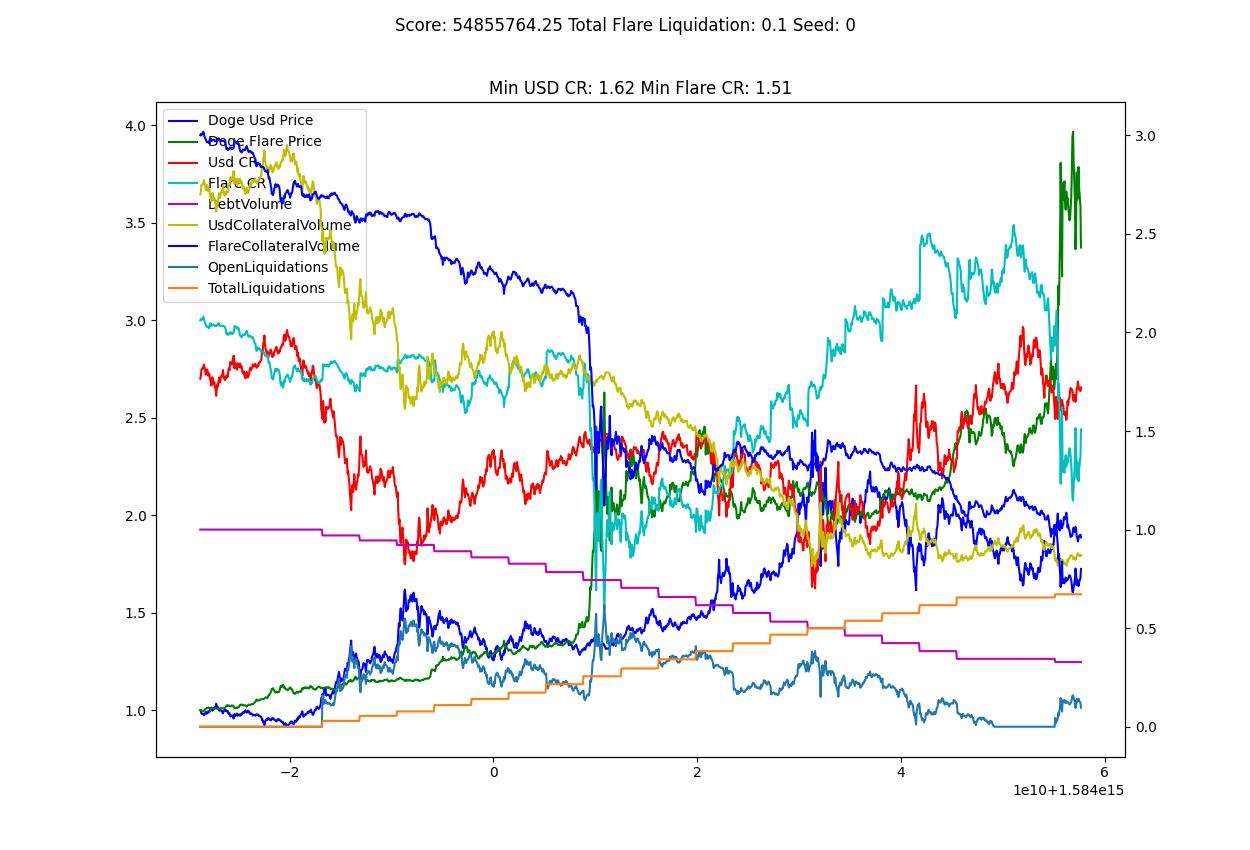 Score: 54855764.25 Total Flare Liquidation: 0.1 Seed: 0
Min USD CR: 1.62 Min Flare CR: 1.51
Doge Usd Price
Doge Flare Price
Usd CR
Flare CR
DebtVolume
UsdCollateralVolume
FlareCollateralVolume
OpenLiquidations
TotalLiquidations
4.0
3.5
3.0
2.5
2.0
1.5
1.0
3.0
2.5
2.0
1.5
1.0
0.5
0.0
−2 0 2 4 6
1e10+1.584e15